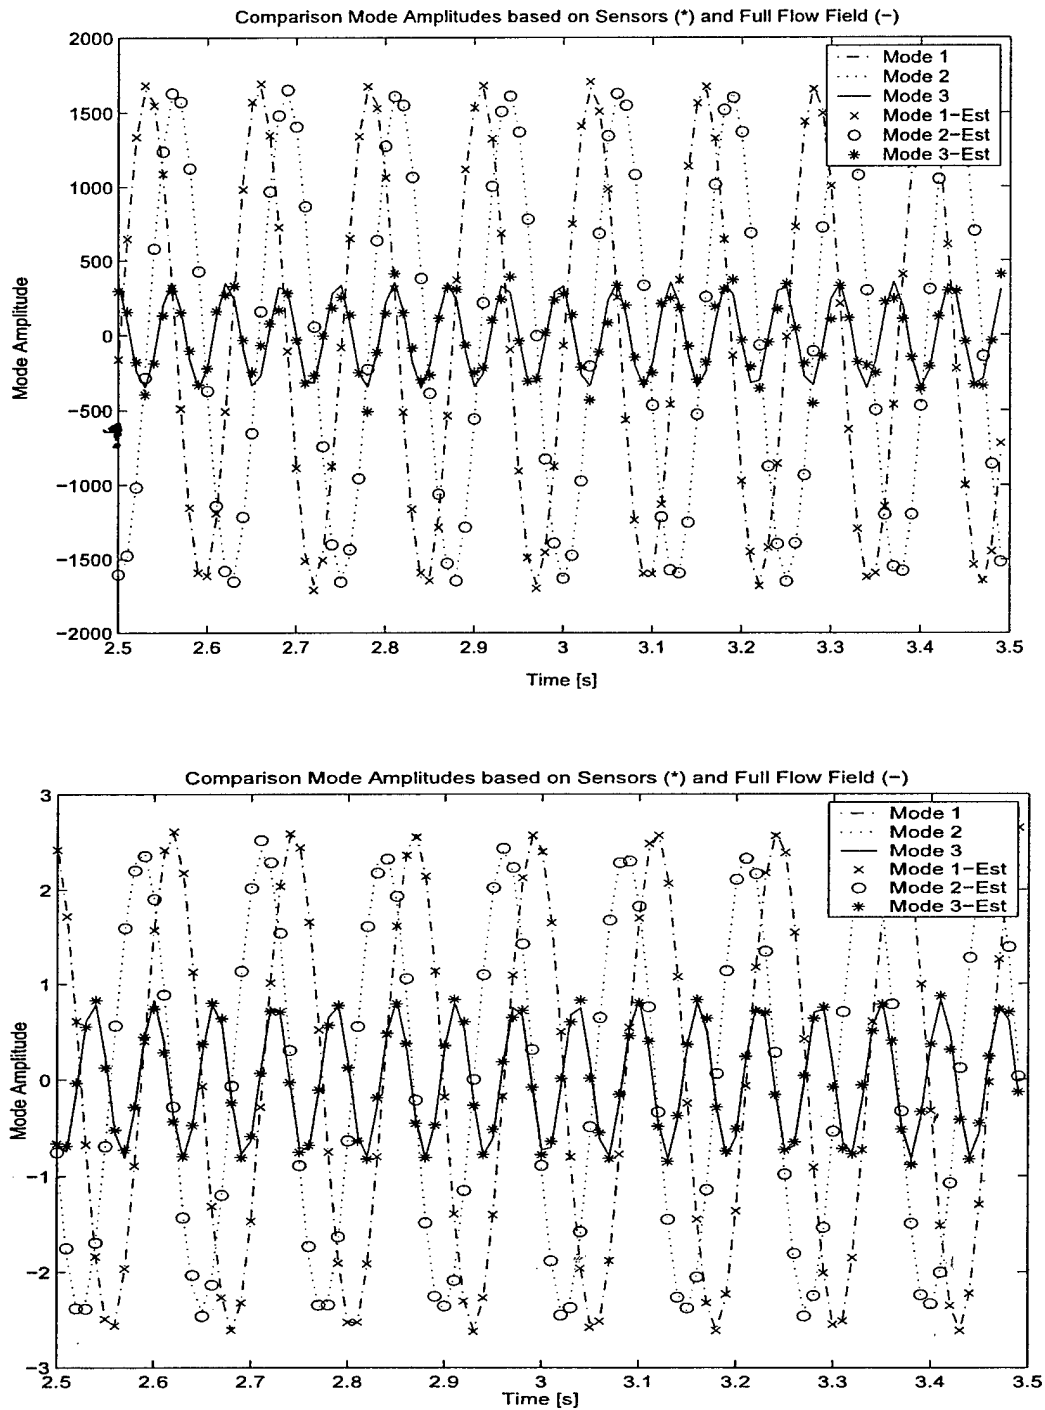 Comparison Mode Amplitudes based on Sensors (*) and Full Flow Field (−)
2000
1500
1000
500
0
−500
−1000
−1500
−2000
Mode Amplitude
Mode 1
Mode 2
Mode 3
Mode 1−Est
Mode 2−Est
Mode 3−Est
2.5 2.6 2.7 2.8 2.9 3 3.1 3.2 3.3 3.4 3.5
Time [s]
Comparison Mode Amplitudes based on Sensors (*) and Full Flow Field (−)
3
2
1
0
−1
−2
−3
Mode Amplitude
Mode 1
Mode 2
Mode 3
Mode 1−Est
Mode 2−Est
Mode 3−Est
2.5 2.6 2.7 2.8 2.9 3 3.1 3.2 3.3 3.4 3.5
Time [s]